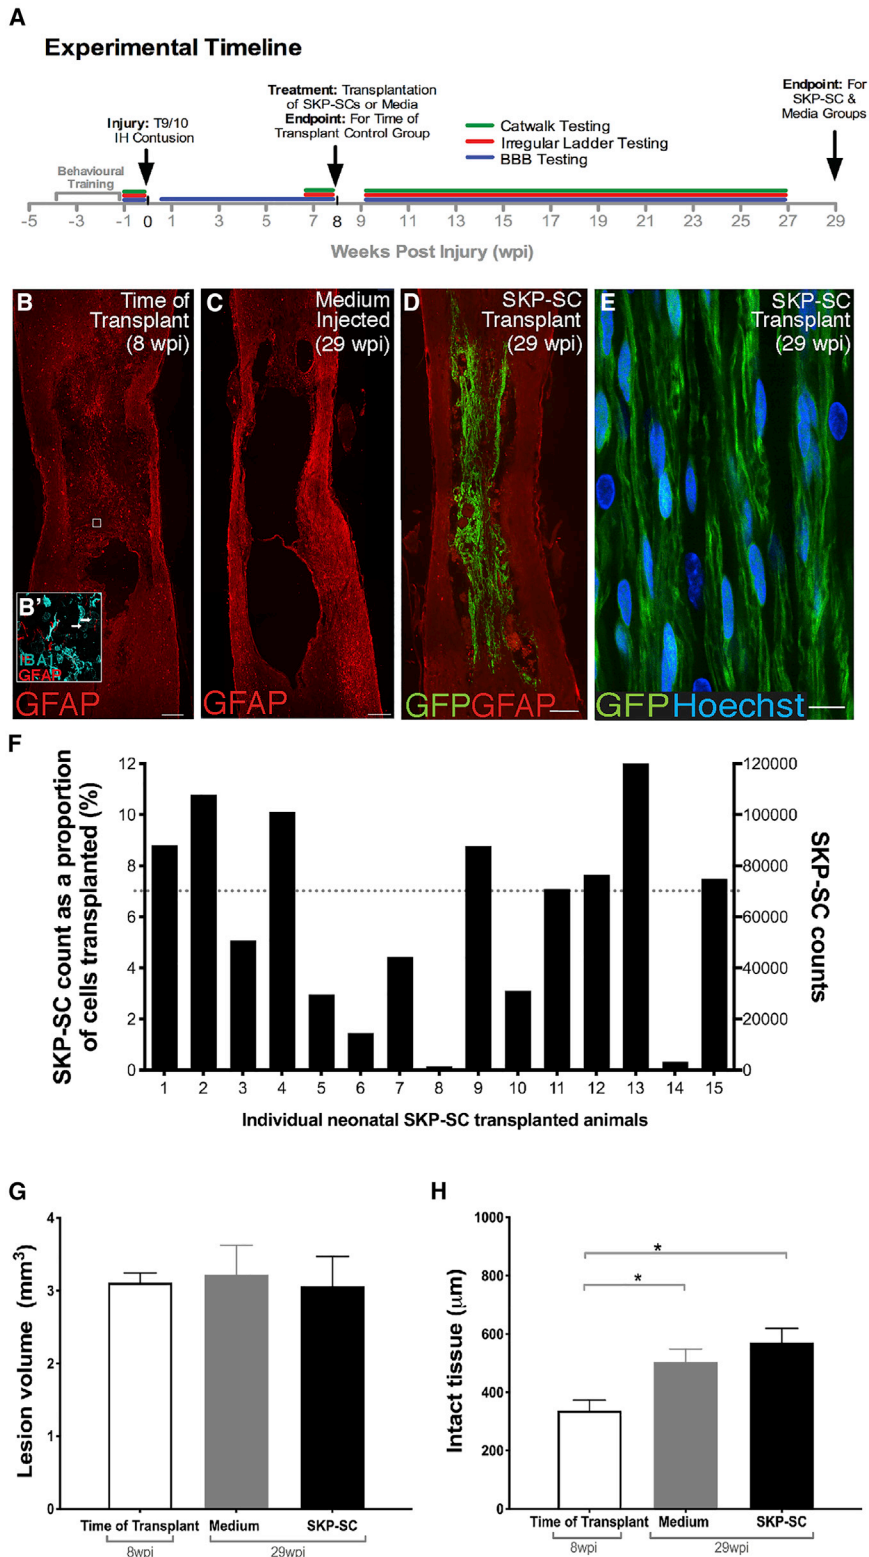 A
Experimental Timeline
Treatment: Transplantation
of SKP-SCs or Media
Endpoint: For Time of
Transplant Control Group
Endpoint: For
SKP-SC &
Media Groups
Injury: T9/10
IH Contusion
Catwalk Testing
Irregular Ladder Testing
BBB Testing
Behavioural
Training
-5 -3 -1 0 1 3 5 7 8 9 11 13 15 17 19 21 23 25 27 29
Weeks Post Injury (wpi)
B
Time of
Transplant
(8 wpi)
B'
IBA1
GFAP
GFAP
C
Medium
Injected
(29 wpi)
GFAP
D
SKP-SC
Transplant
(29 wpi)
GFP GFAP
E
SKP-SC
Transplant
(29 wpi)
GFP Hoechst
F
SKP-SC count as a proportion
of cells transplanted (%)
12
10
8
6
4
2
0
120000
100000
80000
60000
40000
20000
0
SKP-SC counts
1 2 3 4 5 6 7 8 9 10 11 12 13 14 15
Individual neonatal SKP-SC transplanted animals
G
Lesion volume (mm3)
4
3
2
1
0
Time of Transplant Medium SKP-SC
8wpi 29wpi
H
Intact tissue (μm)
1000
800
600
400
200
0
*
*
Time of Transplant Medium SKP-SC
8wpi 29wpi